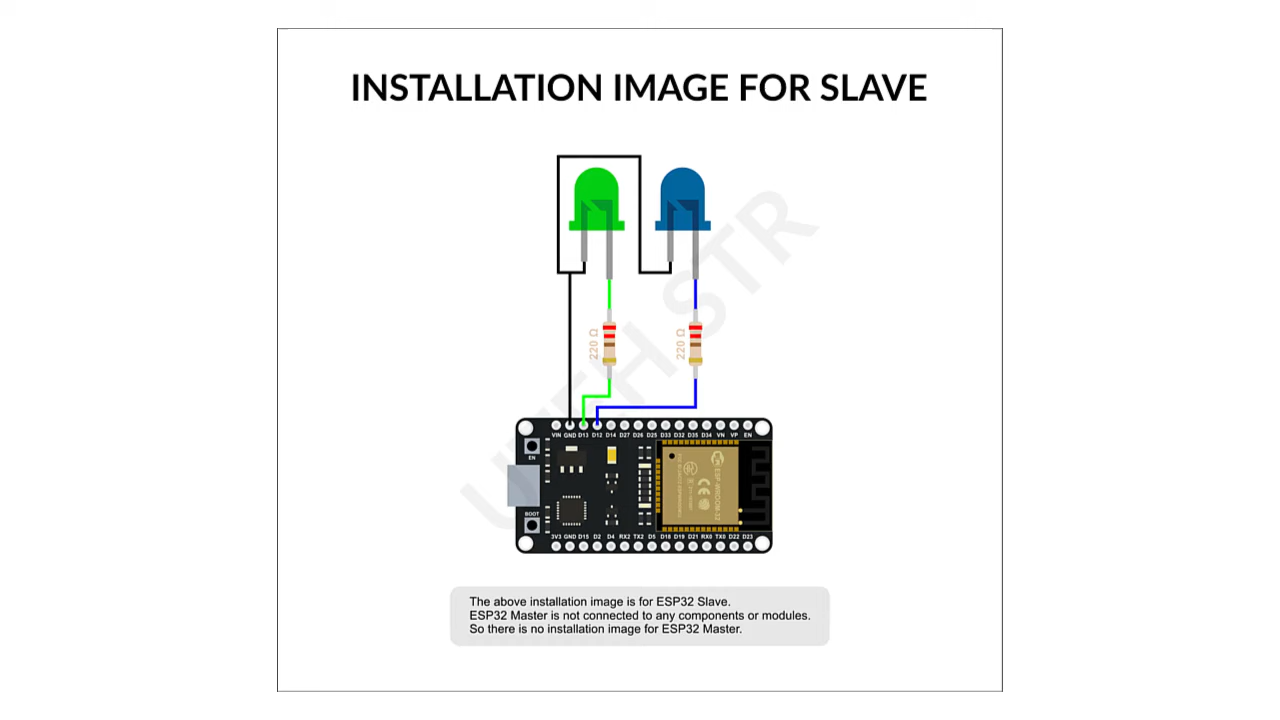 INSTALLATION IMAGE FOR SLAVE
220 Ω
220 Ω
VIN GND D13 D12 D14 D27 D26 D25 D33 D32 D35 D34 VN VP EN
EN
ESP-WROOM-32
BOOT
3V3 GND D15 D2 D4 RX2 TX2 D5 D18 D19 D21 RX0 TX0 D22 D23
The above installation image is for ESP32 Slave.
ESP32 Master is not connected to any components or modules.
So there is no installation image for ESP32 Master.